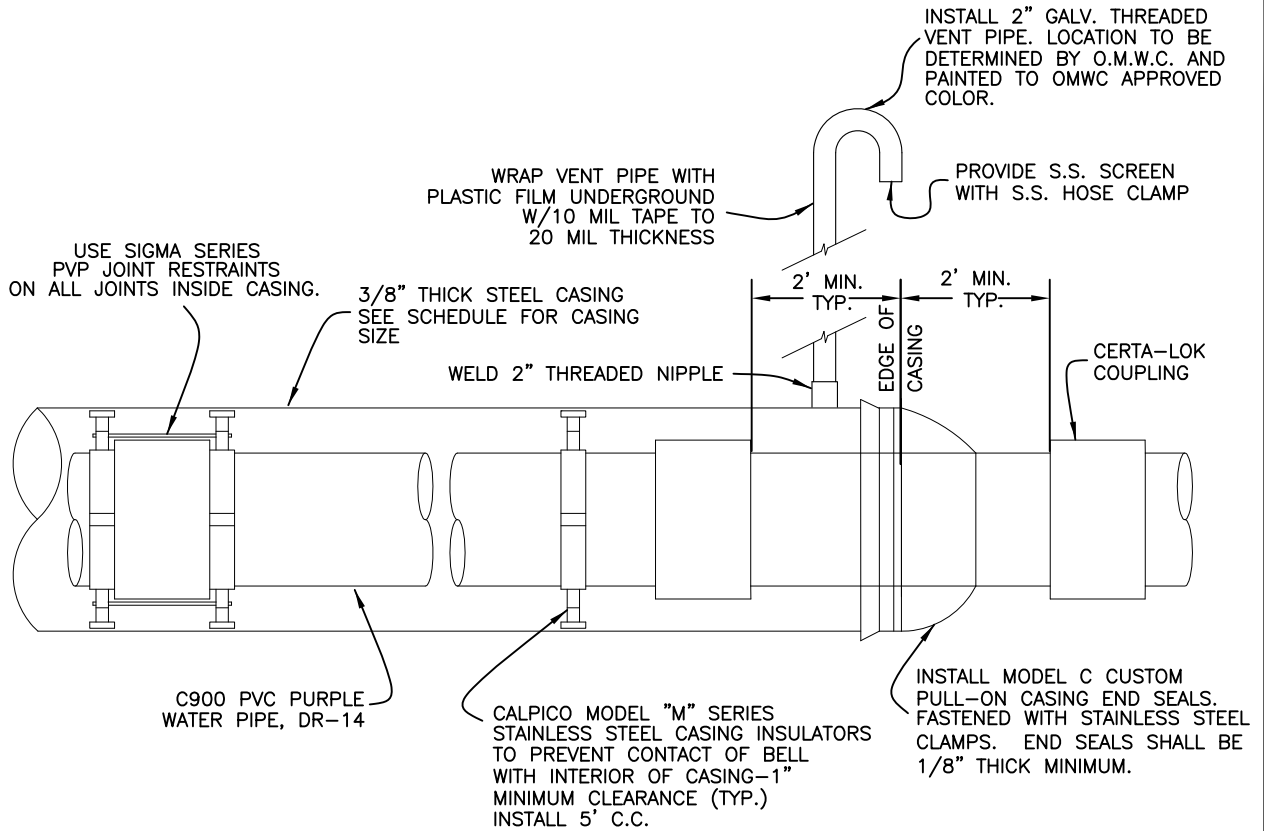 INSTALL 2" GALV. THREADED
VENT PIPE. LOCATION TO BE
DETERMINED BY O.M.W.C. AND
PAINTED TO OMWC APPROVED
COLOR.
WRAP VENT PIPE WITH
PLASTIC FILM UNDERGROUND
W/10 MIL TAPE TO
20 MIL THICKNESS
PROVIDE S.S. SCREEN
WITH S.S. HOSE CLAMP
USE SIGMA SERIES
PVP JOINT RESTRAINTS
ON ALL JOINTS INSIDE CASING.
3/8" THICK STEEL CASING
SEE SCHEDULE FOR CASING
SIZE
2' MIN.
TYP.
2' MIN.
TYP.
EDGE OF
CASING
WELD 2" THREADED NIPPLE
CERTA-LOK
COUPLING
C900 PVC PURPLE
WATER PIPE, DR-14
CALPICO MODEL "M" SERIES
STAINLESS STEEL CASING INSULATORS
TO PREVENT CONTACT OF BELL
WITH INTERIOR OF CASING-1"
MINIMUM CLEARANCE (TYP.)
INSTALL 5' C.C.
INSTALL MODEL C CUSTOM
PULL-ON CASING END SEALS.
FASTENED WITH STAINLESS STEEL
CLAMPS. END SEALS SHALL BE
1/8" THICK MINIMUM.